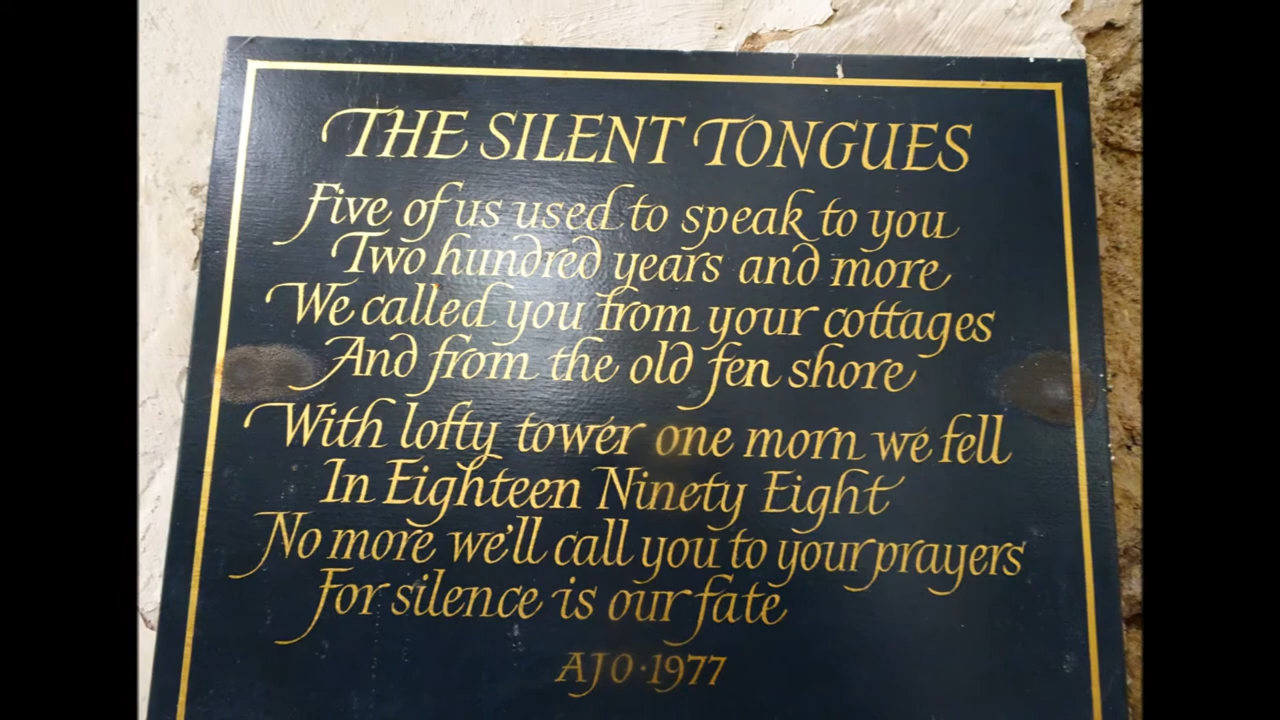 THE SILENT TONGUES
Five of us used to speak to you
Two hundred years and more
We called you from your cottages
And from the old fen shore
With lofty tower one morn we fell
In Eighteen Ninety Eight
No more we'll call you to your prayers
For silence is our fate
AJO·1977